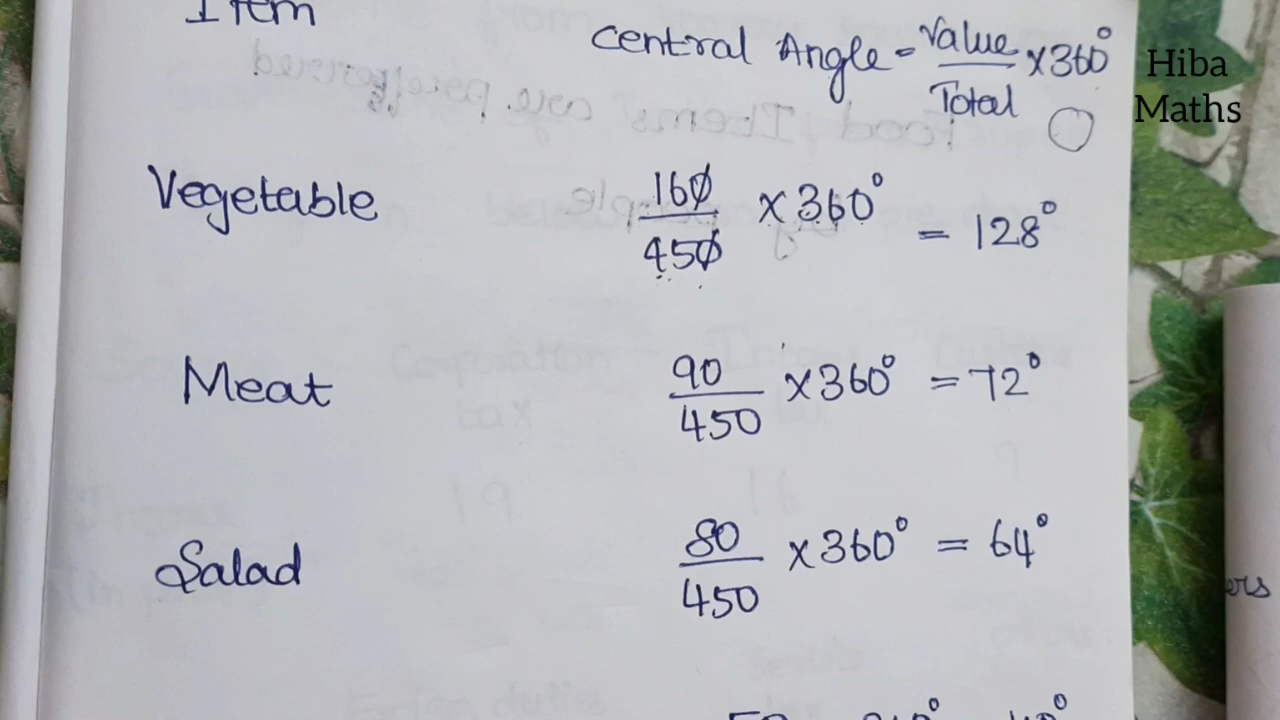 Item
Central Angle = Value/Total x 360°
Hiba
Maths
Vegetable 160/450 x 360° = 128°
Meat 90/450 x 360° = 72°
Salad 80/450 x 360° = 64°